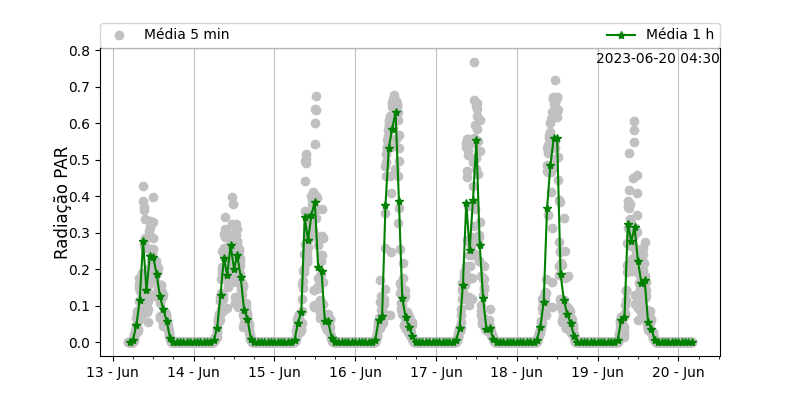 Média 5 min
Média 1 h
2023-06-20 04:30
Radiação PAR
0.8
0.7
0.6
0.5
0.4
0.3
0.2
0.1
0.0
13 - Jun
14 - Jun
15 - Jun
16 - Jun
17 - Jun
18 - Jun
19 - Jun
20 - Jun